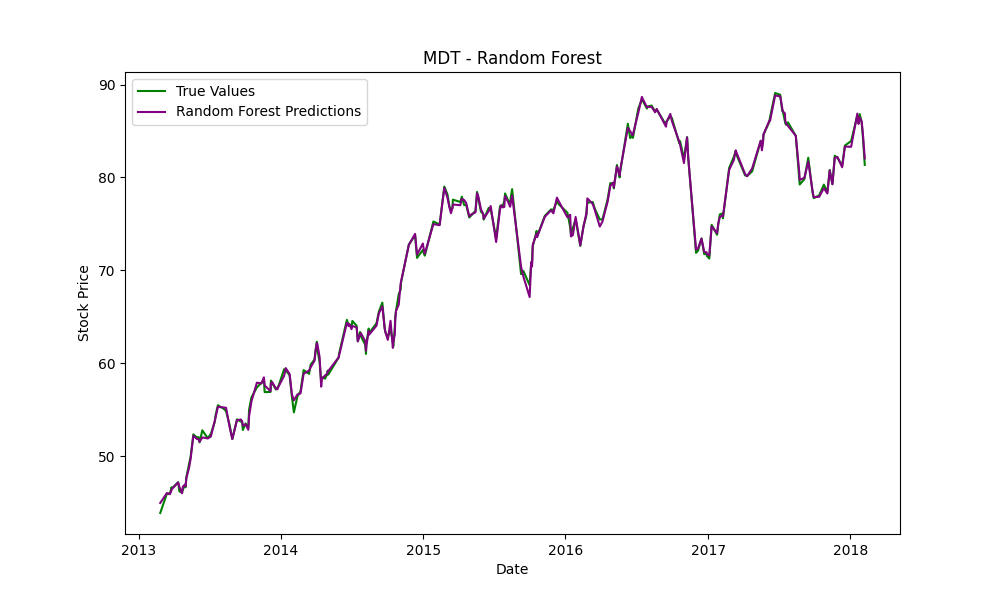 MDT - Random Forest
True Values
Random Forest Predictions
90
80
70
60
50
Stock Price
2013 2014 2015 2016 2017 2018
Date